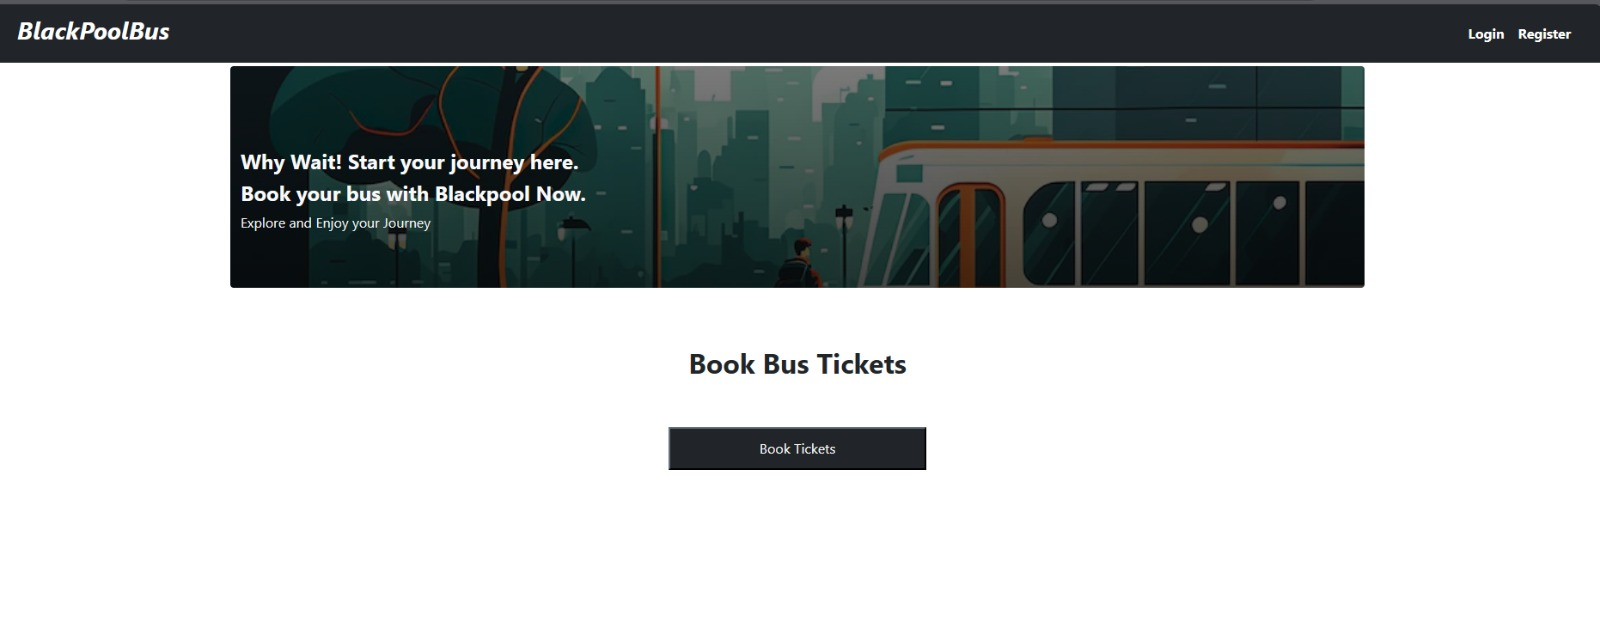 BlackPoolBus
Login Register
Why Wait! Start your journey here.
Book your bus with Blackpool Now.
Explore and Enjoy your Journey
Book Bus Tickets
Book Tickets